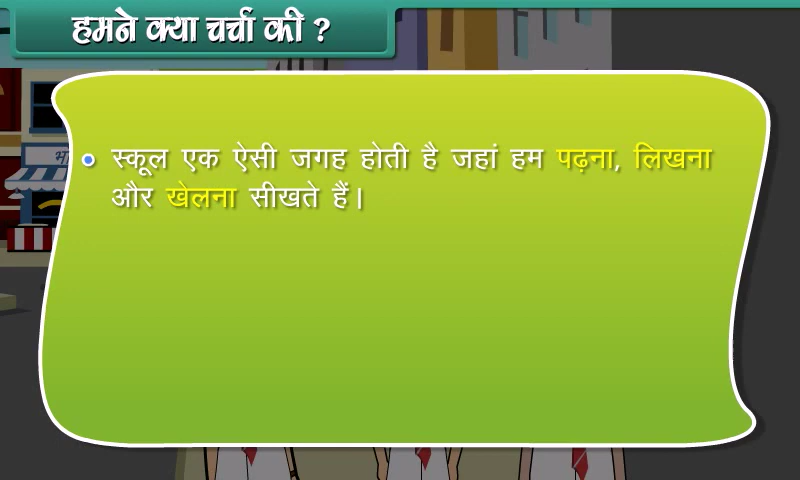 हमने क्या चर्चा की ?
स्कूल एक ऐसी जगह होती है जहां हम पढ़ना, लिखना
और खेलना सीखते हैं।